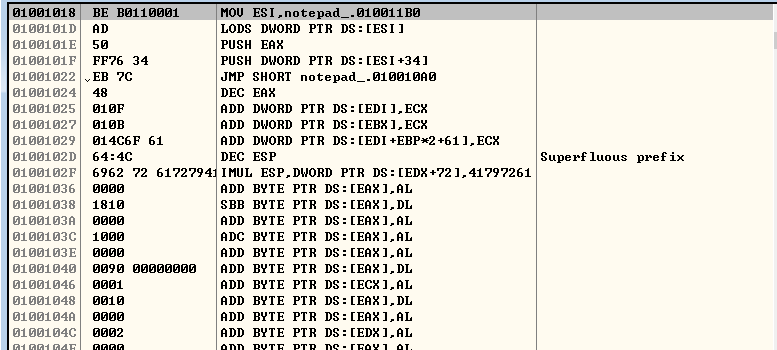 01001018 BE B0110001 MOV ESI,notepad_.010011B0
0100101D AD LODS DWORD PTR DS:[ESI]
0100101E 50 PUSH EAX
0100101F FF76 34 PUSH DWORD PTR DS:[ESI+34]
01001022 EB 7C JMP SHORT notepad_.010010A0
01001024 48 DEC EAX
01001025 010F ADD DWORD PTR DS:[EDI],ECX
01001027 010B ADD DWORD PTR DS:[EBX],ECX
01001029 014C6F 61 ADD DWORD PTR DS:[EDI+EBP*2+61],ECX
0100102D 64:4C DEC ESP Superfluous prefix
0100102F 6962 72 61727941 IMUL ESP,DWORD PTR DS:[EDX+72],41797261
01001036 0000 ADD BYTE PTR DS:[EAX],AL
01001038 1810 SBB BYTE PTR DS:[EAX],DL
0100103A 0000 ADD BYTE PTR DS:[EAX],AL
0100103C 1000 ADC BYTE PTR DS:[EAX],AL
0100103E 0000 ADD BYTE PTR DS:[EAX],AL
01001040 0090 00000000 ADD BYTE PTR DS:[EAX],DL
01001046 0001 ADD BYTE PTR DS:[ECX],AL
01001048 0010 ADD BYTE PTR DS:[EAX],DL
0100104A 0000 ADD BYTE PTR DS:[EAX],AL
0100104C 0002 ADD BYTE PTR DS:[EDX],AL
0100104E 0000 ADD BYTE PTR DS:[EAX],AL